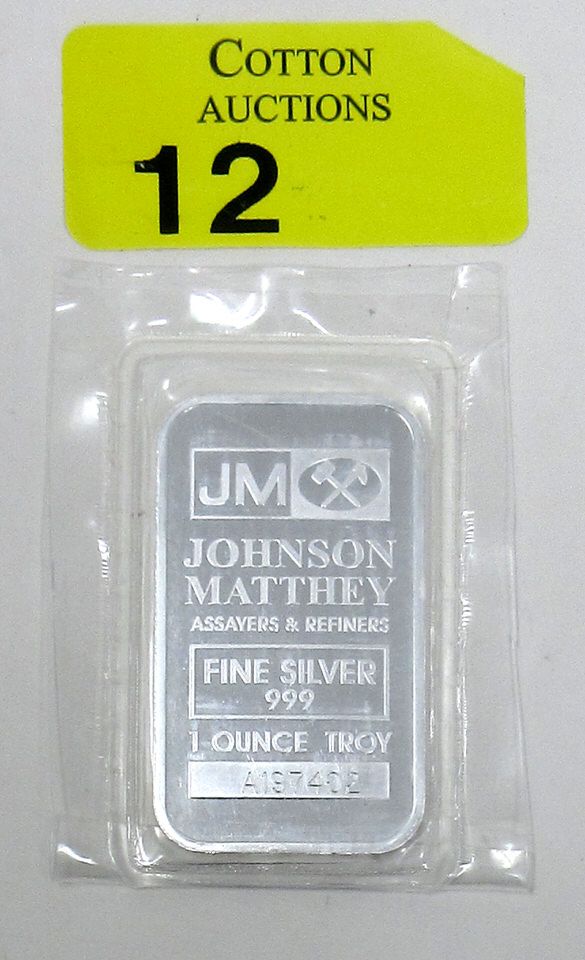 COTTON
AUCTIONS
12
JM
JOHNSON
MATTHEY
ASSAYERS & REFINERS
FINE SILVER
999
1 OUNCE TROY
A197402